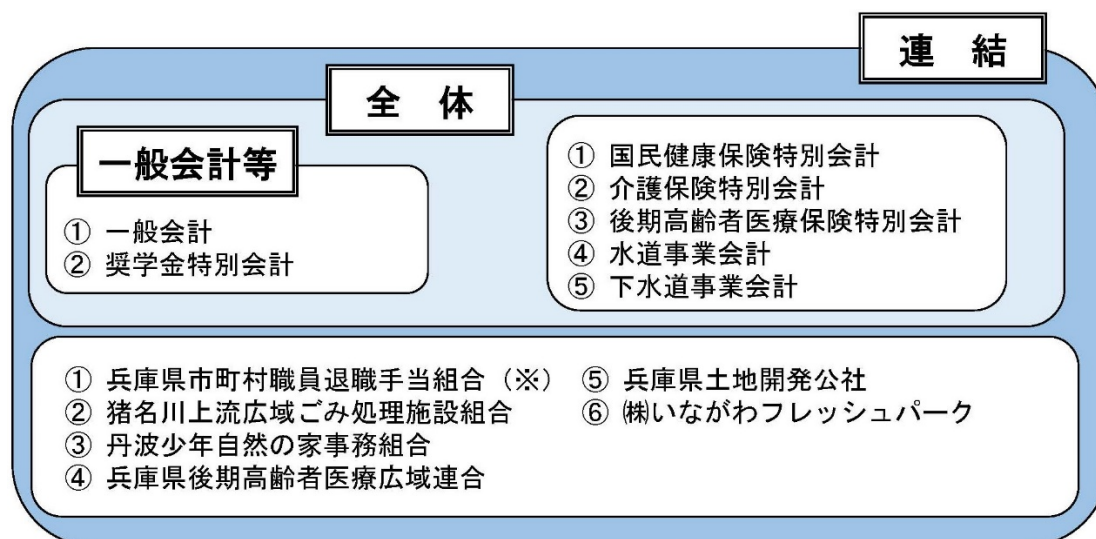 連　結
全　体
一般会計等
① 一般会計
② 奨学金特別会計
① 国民健康保険特別会計
② 介護保険特別会計
③ 後期高齢者医療保険特別会計
④ 水道事業会計
⑤ 下水道事業会計
① 兵庫県市町村職員退職手当組合（※）
② 猪名川上流広域ごみ処理施設組合
③ 丹波少年自然の家事務組合
④ 兵庫県後期高齢者医療広域連合
⑤ 兵庫県土地開発公社
⑥ ㈱いながわフレッシュパーク